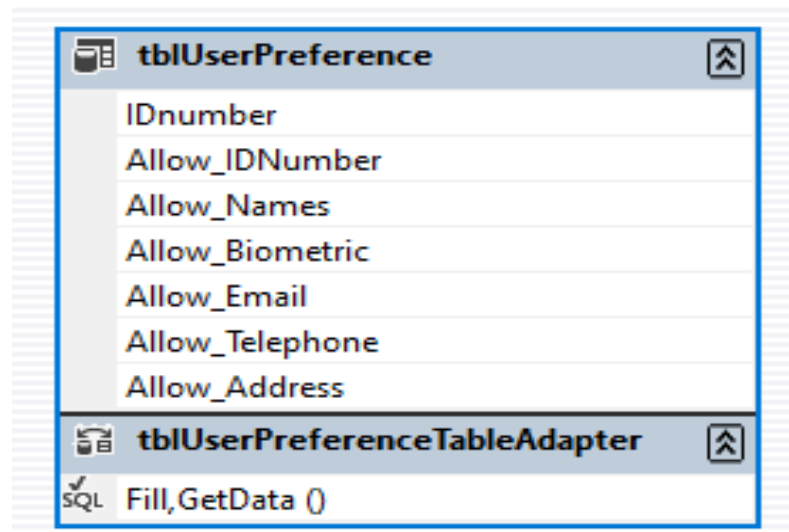 tblUserPreference
IDnumber
Allow_IDNumber
Allow_Names
Allow_Biometric
Allow_Email
Allow_Telephone
Allow_Address
tblUserPreferenceTableAdapter
SQL Fill,GetData ()